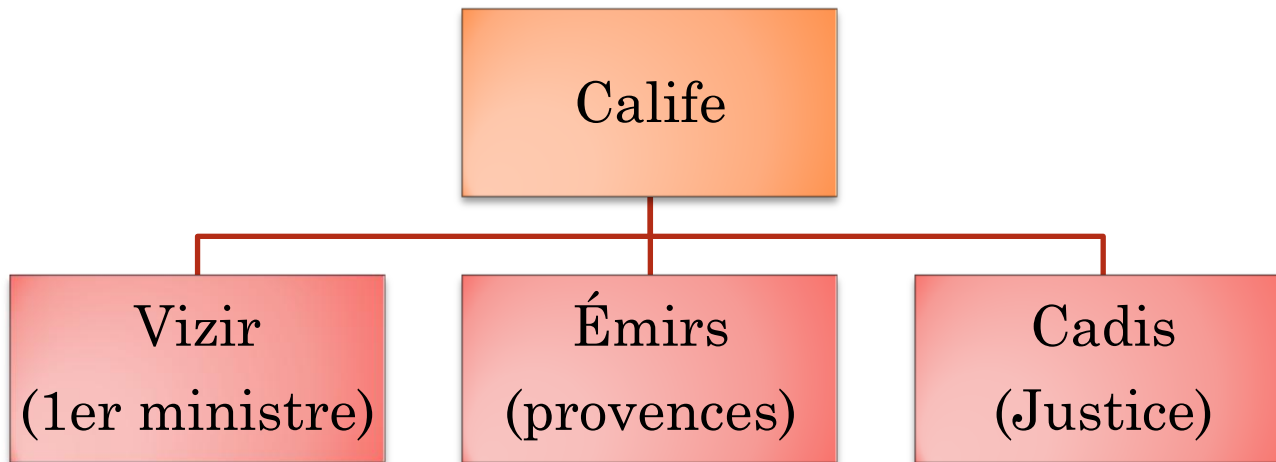 Calife
Vizir
(1er ministre)
Émirs
(provences)
Cadis
(Justice)